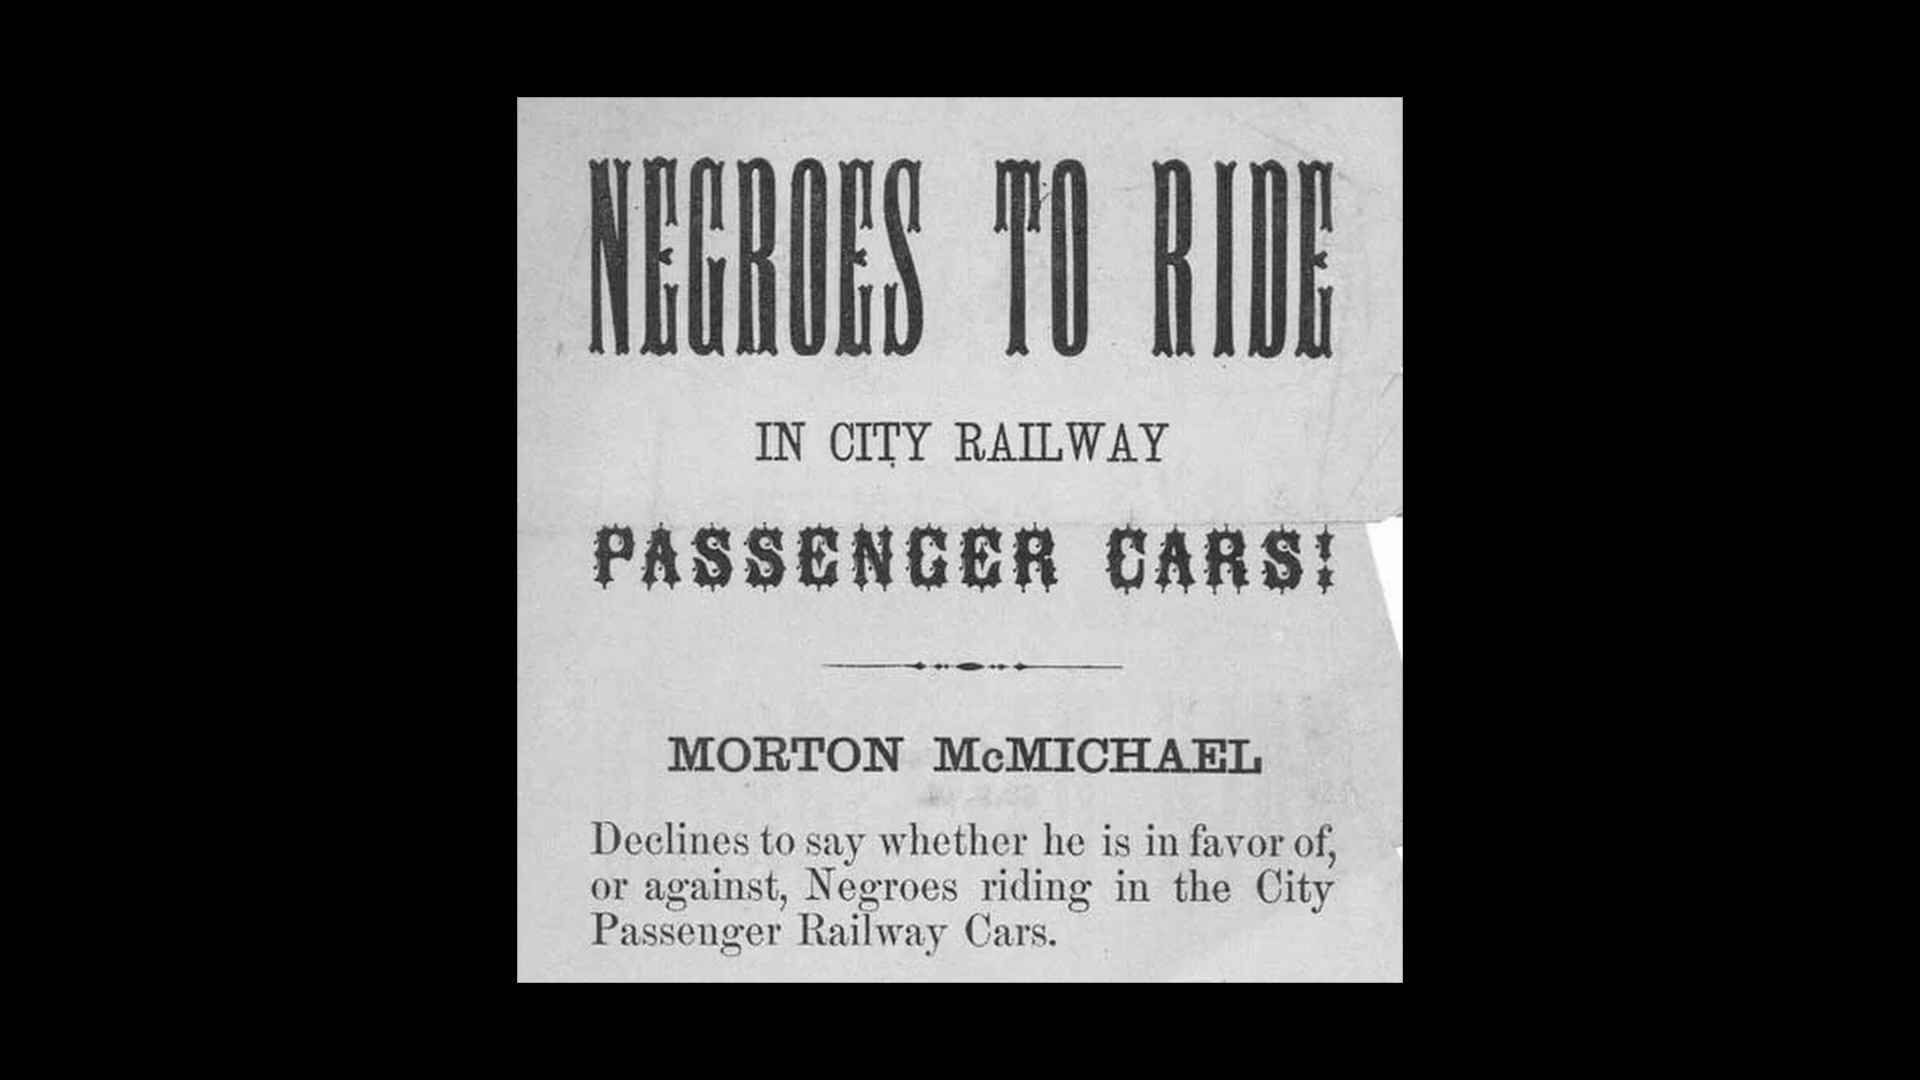 NEGROES TO RIDE
IN CITY RAILWAY
PASSENGER CARS!
MORTON McMICHAEL
Declines to say whether he is in favor of,
or against, Negroes riding in the City
Passenger Railway Cars.